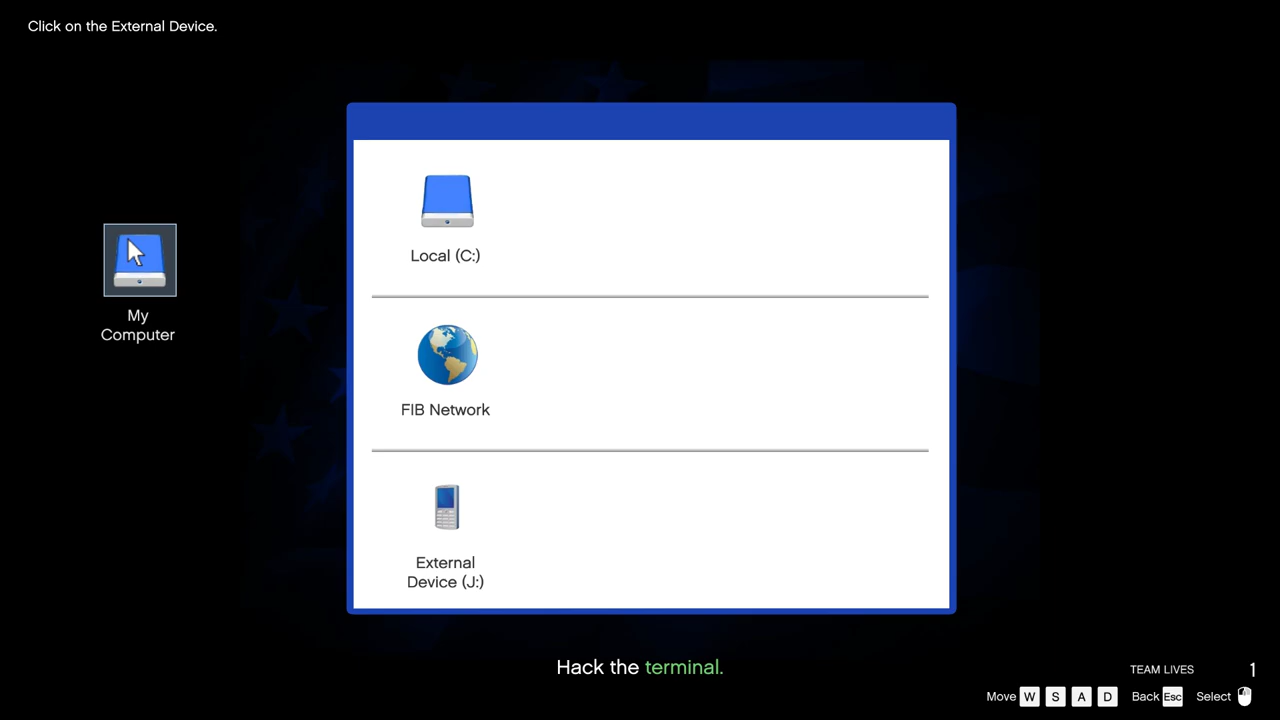 Click on the External Device.
Local (C:)
My
Computer
FIB Network
External
Device (J:)
Hack the terminal.
TEAM LIVES 1
Move W S A D Back Esc Select